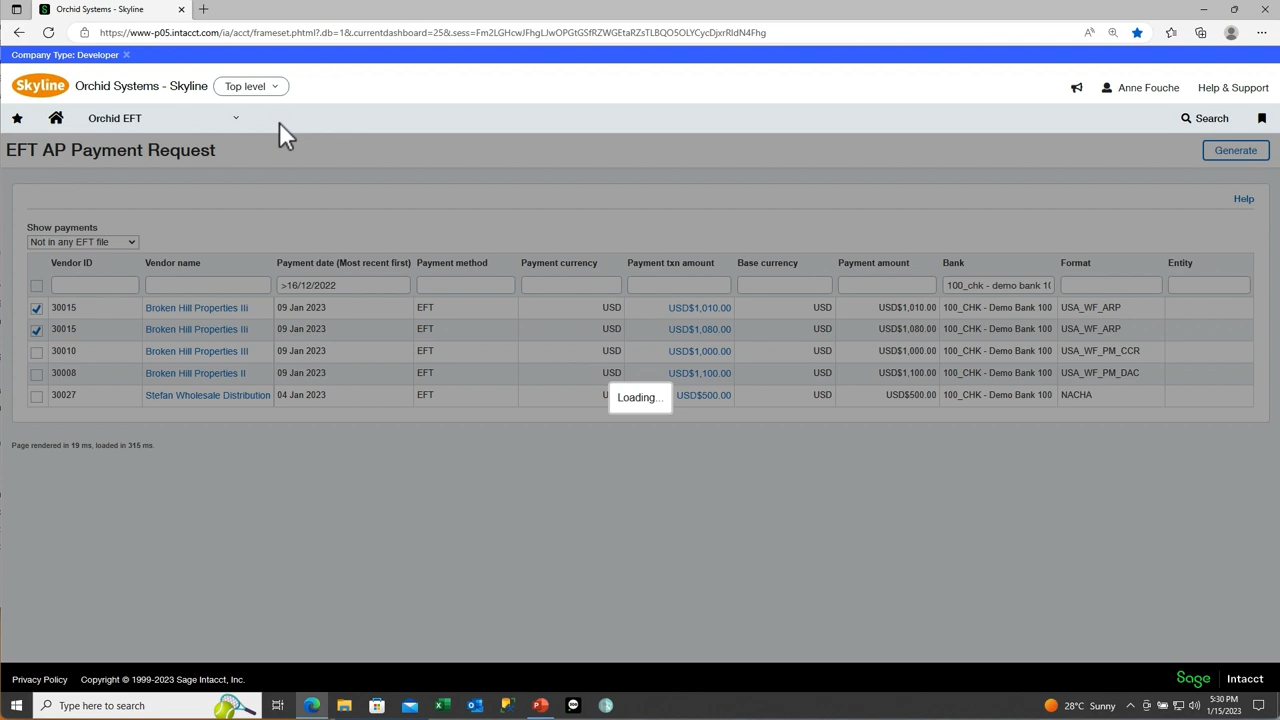 Orchid Systems - Skyline
https://www-p05.intacct.com/ia/acct/frameset.phtml?.db=1&currentdashboard=25&.sess=Fm2LGHcwJFhgLJwOPGtGSfRZWGEtaRZsTLBQO5OLYCycDjxrRldN4Fhg
Company Type: Developer
Skyline Orchid Systems - Skyline Top level Anne Fouche Help & Support
Orchid EFT Search
EFT AP Payment Request Generate
Help
Show payments
Not in any EFT file
Vendor ID Vendor name Payment date (Most recent first) Payment method Payment currency Payment txn amount Base currency Payment amount Bank Format Entity
>16/12/2022 100_chk - demo bank 10
30015 Broken Hill Properties IIi 09 Jan 2023 EFT USD USD$1,010.00 USD USD$1,010.00 100_CHK - Demo Bank 100 USA_WF_ARP
30015 Broken Hill Properties IIi 09 Jan 2023 EFT USD USD$1,080.00 USD USD$1,080.00 100_CHK - Demo Bank 100 USA_WF_ARP
30010 Broken Hill Properties III 09 Jan 2023 EFT USD USD$1,000.00 USD USD$1,000.00 100_CHK - Demo Bank 100 USA_WF_PM_CCR
30008 Broken Hill Properties II 09 Jan 2023 EFT USD USD$1,100.00 USD USD$1,100.00 100_CHK - Demo Bank 100 USA_WF_PM_DAC
30027 Stefan Wholesale Distribution 04 Jan 2023 EFT USD$500.00 USD USD$500.00 100_CHK - Demo Bank 100 NACHA
Loading...
Page rendered in 19 ms, loaded in 315 ms.
Privacy Policy Copyright © 1999-2023 Sage Intacct, Inc. Sage Intacct
Type here to search 28°C Sunny 5:30 PM
1/15/2023